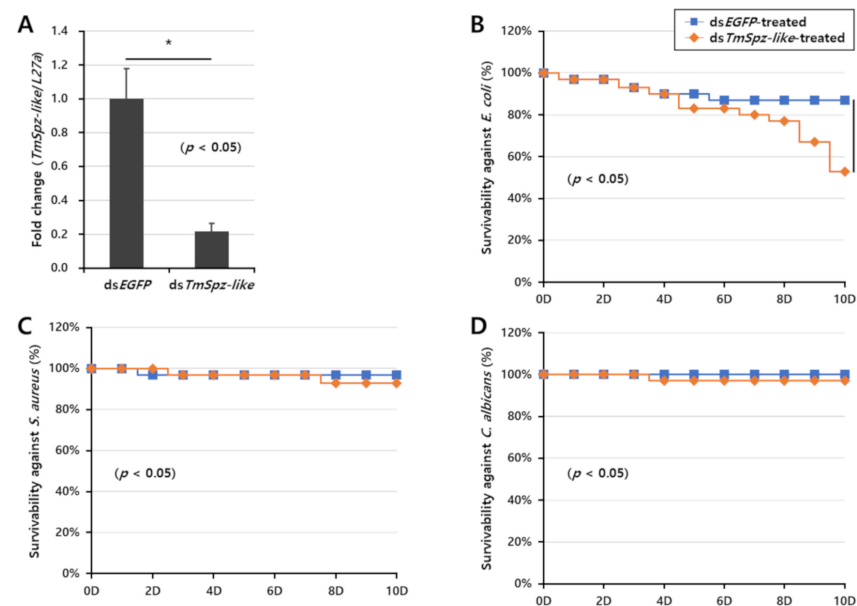 A
Fold change (TmSpz-like/L27a)
1.4
1.2
1.0
0.8
0.6
0.4
0.2
0.0
*
(p < 0.05)
dsEGFP
dsTmSpz-like
B
dsEGFP-treated
dsTmSpz-like-treated
Survivability against E. coli (%)
120%
100%
80%
60%
40%
20%
0%
(p < 0.05)
0D 2D 4D 6D 8D 10D
C
Survivability against S. aureus (%)
120%
100%
80%
60%
40%
20%
0%
(p < 0.05)
0D 2D 4D 6D 8D 10D
D
Survivability against C. albicans (%)
120%
100%
80%
60%
40%
20%
0%
(p < 0.05)
0D 2D 4D 6D 8D 10D